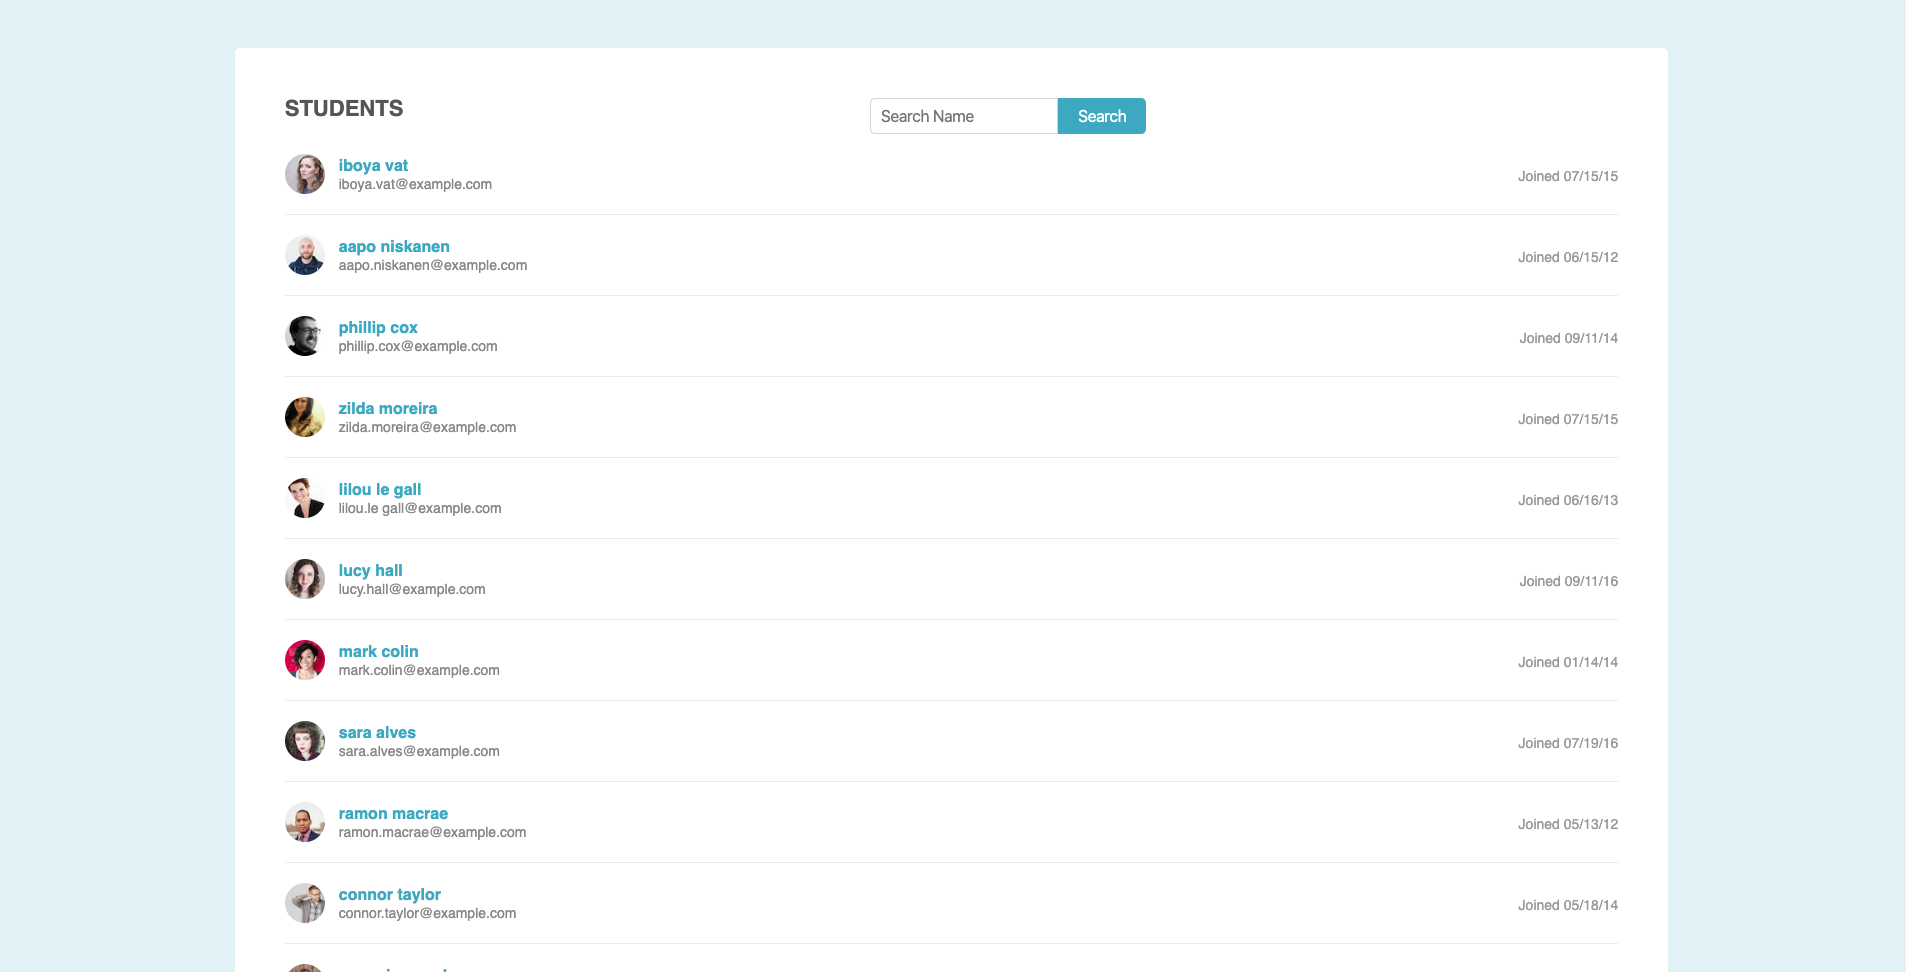 STUDENTS
Search Name
Search
iboya vat
iboya.vat@example.com
Joined 07/15/15
aapo niskanen
aapo.niskanen@example.com
Joined 06/15/12
phillip cox
phillip.cox@example.com
Joined 09/11/14
zilda moreira
zilda.moreira@example.com
Joined 07/15/15
lilou le gall
lilou.le gall@example.com
Joined 06/16/13
lucy hall
lucy.hall@example.com
Joined 09/11/16
mark colin
mark.colin@example.com
Joined 01/14/14
sara alves
sara.alves@example.com
Joined 07/19/16
ramon macrae
ramon.macrae@example.com
Joined 05/13/12
connor taylor
connor.taylor@example.com
Joined 05/18/14